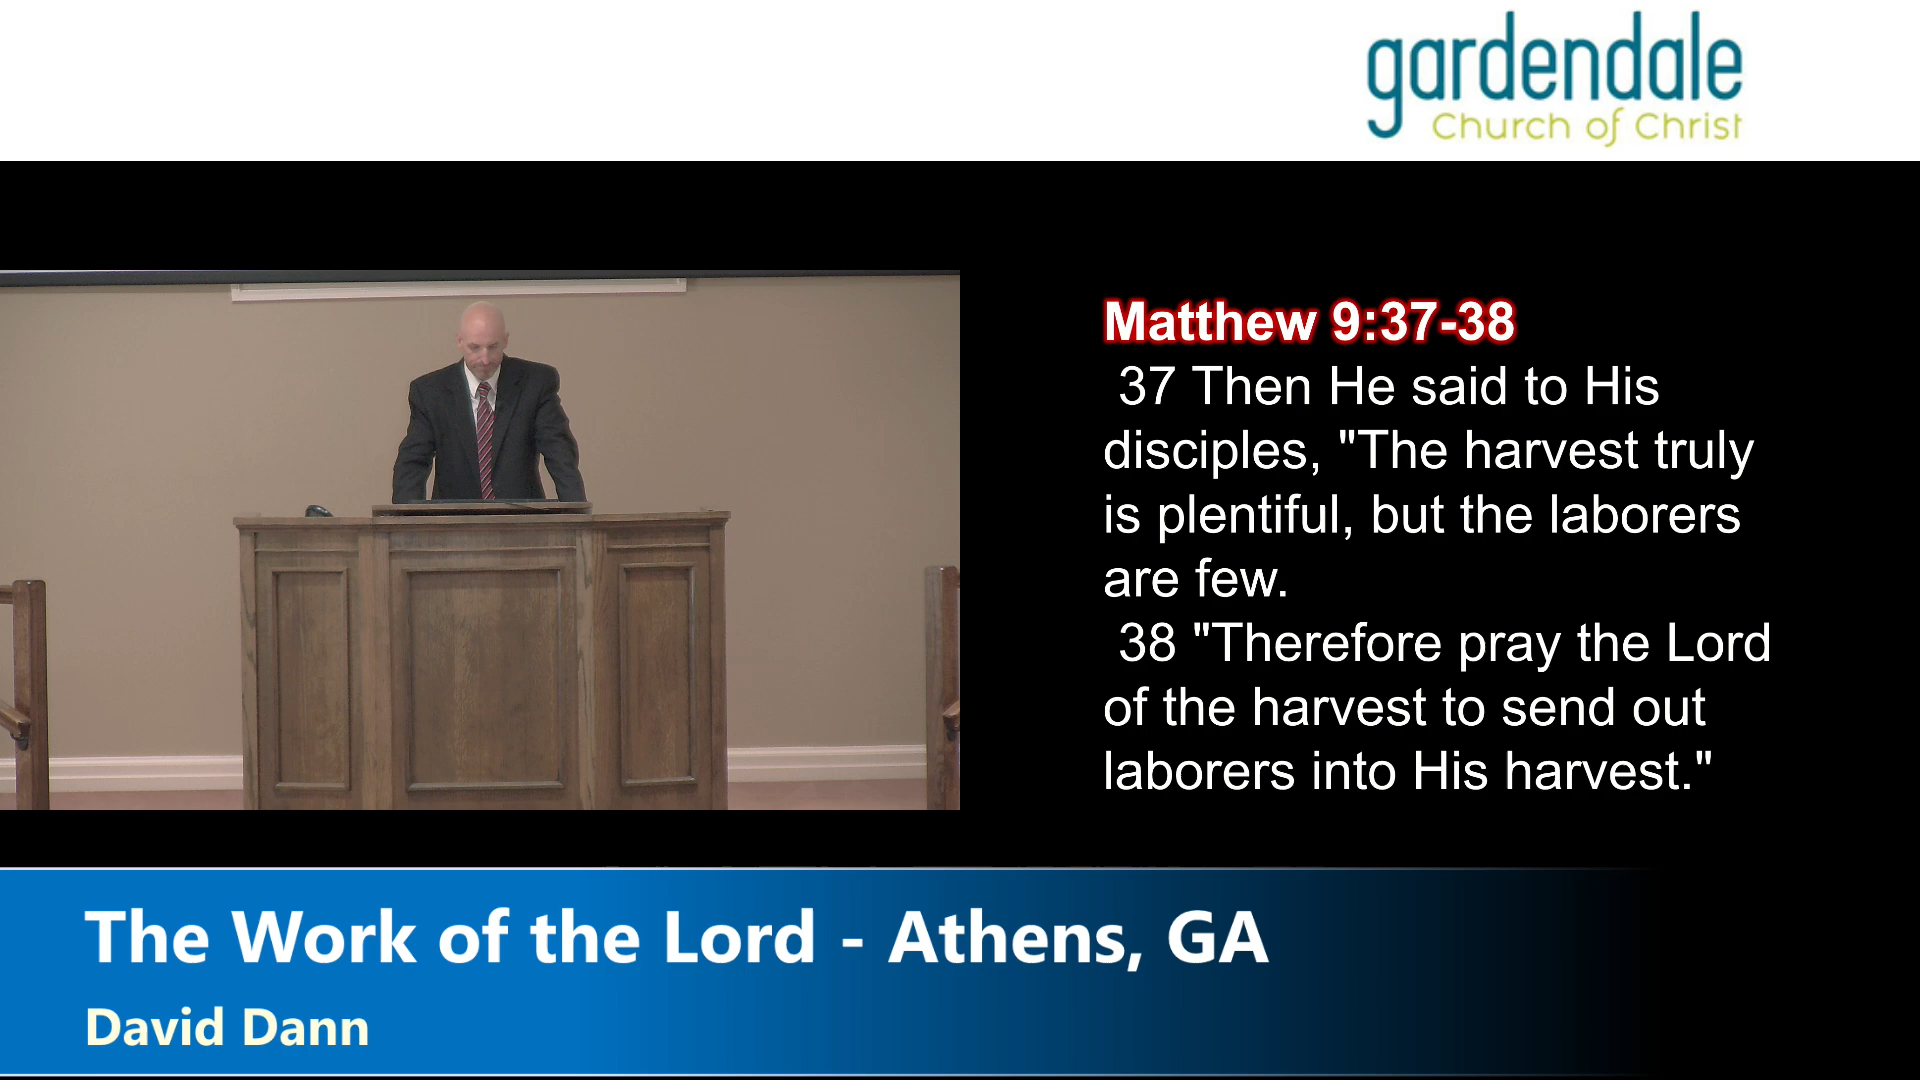 gardendale
Church of Christ
Matthew 9:37-38
37 Then He said to His
disciples, "The harvest truly
is plentiful, but the laborers
are few.
38 "Therefore pray the Lord
of the harvest to send out
laborers into His harvest."
The Work of the Lord - Athens, GA
David Dann